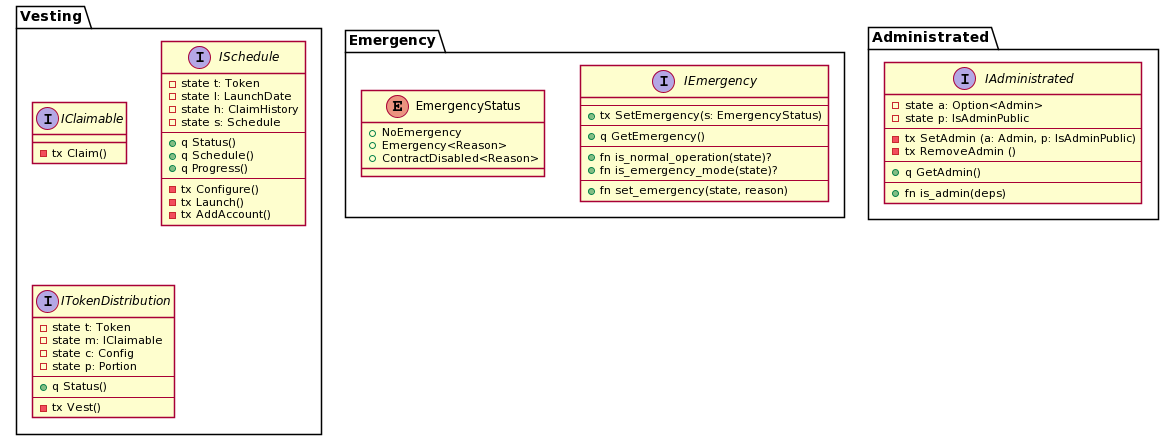 Vesting
I ISchedule
state t: Token
state l: LaunchDate
state h: ClaimHistory
state s: Schedule
q Status()
q Schedule()
q Progress()
tx Configure()
tx Launch()
tx AddAccount()
I IClaimable
tx Claim()
I ITokenDistribution
state t: Token
state m: IClaimable
state c: Config
state p: Portion
q Status()
tx Vest()
Emergency
E EmergencyStatus
NoEmergency
Emergency<Reason>
ContractDisabled<Reason>
I IEmergency
tx SetEmergency(s: EmergencyStatus)
q GetEmergency()
fn is_normal_operation(state)?
fn is_emergency_mode(state)?
fn set_emergency(state, reason)
Administrated
I IAdministrated
state a: Option<Admin>
state p: IsAdminPublic
tx SetAdmin (a: Admin, p: IsAdminPublic)
tx RemoveAdmin ()
q GetAdmin()
fn is_admin(deps)